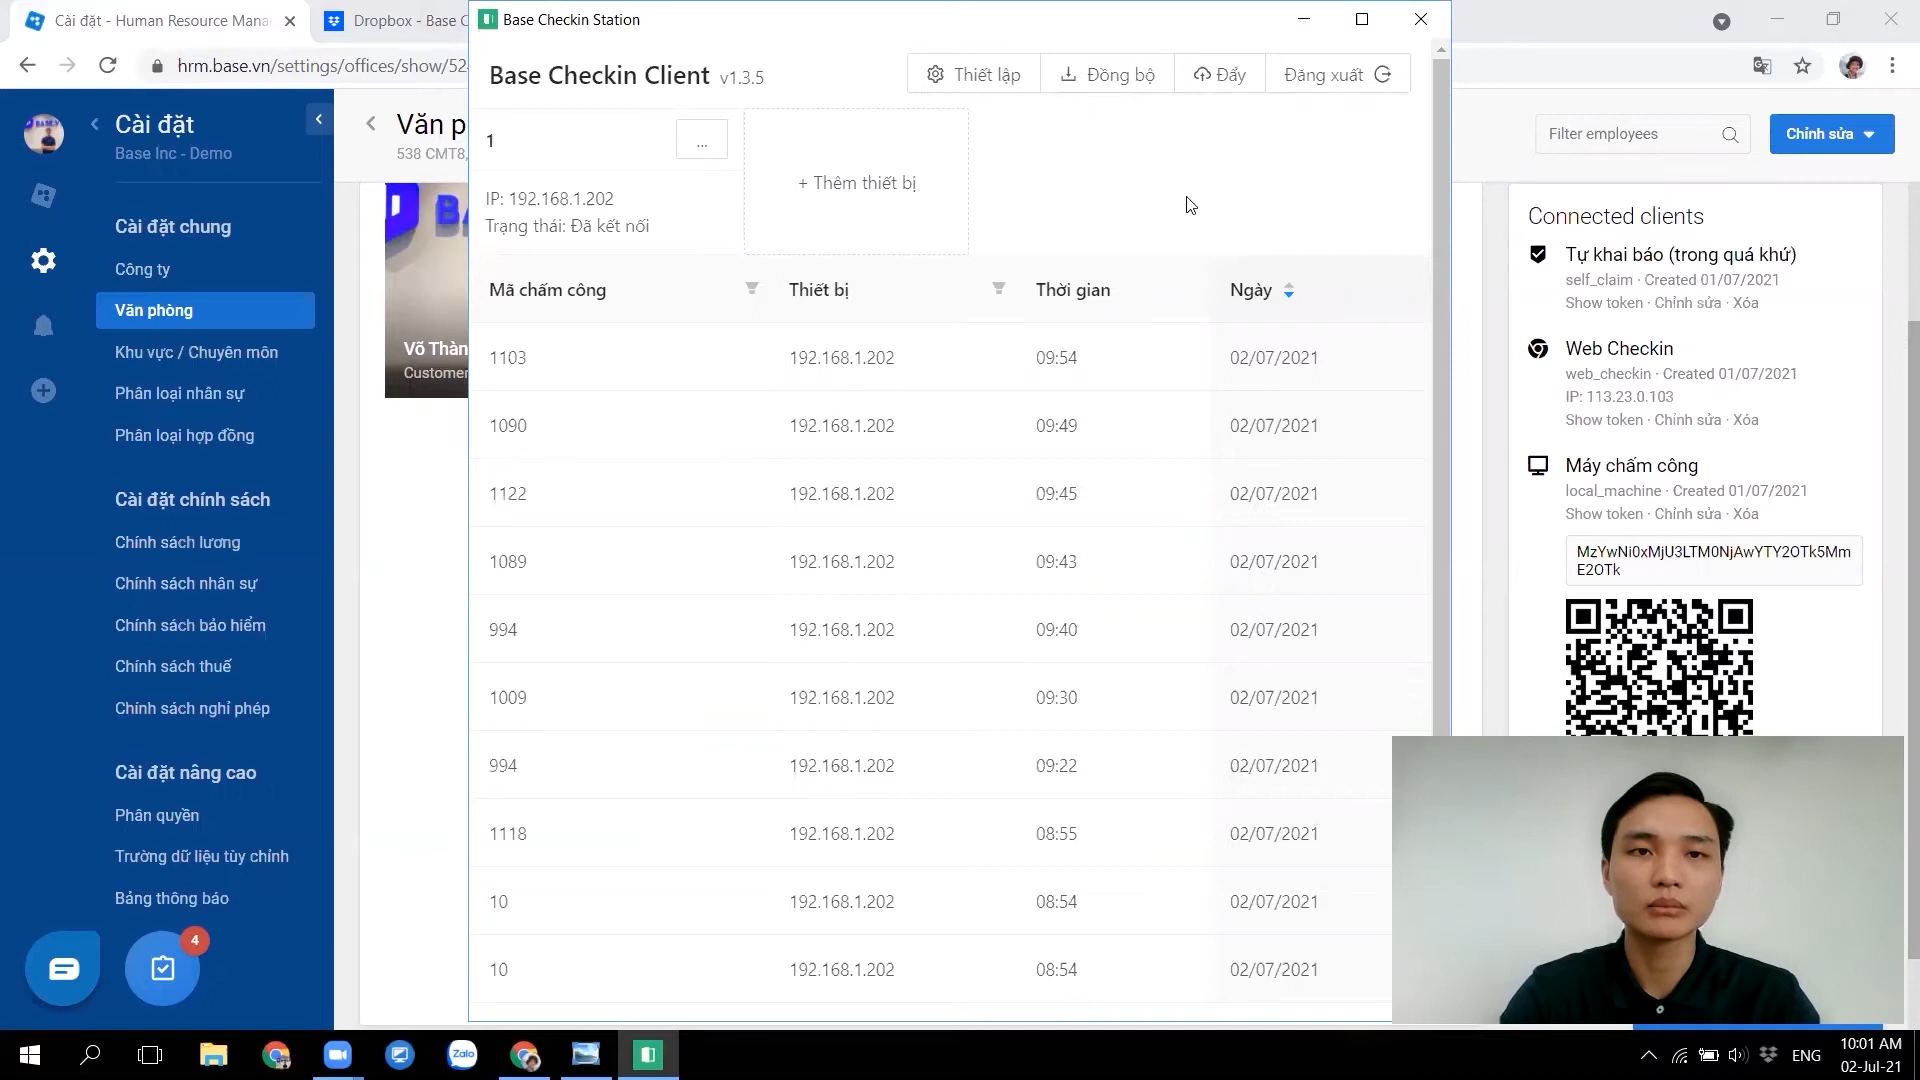 Cài đặt - Human Resource Mana
Dropbox - Base C
hrm.base.vn/settings/offices/show/52
Cài đặt
Base Inc - Demo
Cài đặt chung
Công ty
Văn phòng
Khu vực / Chuyên môn
Phân loại nhân sự
Phân loại hợp đồng
Cài đặt chính sách
Chính sách lương
Chính sách nhân sự
Chính sách bảo hiểm
Chính sách thuế
Chính sách nghỉ phép
Cài đặt nâng cao
Phân quyền
Trường dữ liệu tùy chỉnh
Bảng thông báo
4
Văn p
538 CMT8,
Võ Thàn
Customer
Base Checkin Station
Base Checkin Client v1.3.5
Thiết lập
Đồng bộ
Đẩy
Đăng xuất
1
...
IP: 192.168.1.202
Trạng thái: Đã kết nối
+ Thêm thiết bị
Mã chấm công Thiết bị Thời gian Ngày
1103 192.168.1.202 09:54 02/07/2021
1090 192.168.1.202 09:49 02/07/2021
1122 192.168.1.202 09:45 02/07/2021
1089 192.168.1.202 09:43 02/07/2021
994 192.168.1.202 09:40 02/07/2021
1009 192.168.1.202 09:30 02/07/2021
994 192.168.1.202 09:22 02/07/2021
1118 192.168.1.202 08:55 02/07/2021
10 192.168.1.202 08:54 02/07/2021
10 192.168.1.202 08:54 02/07/2021
Filter employees
Chỉnh sửa
Connected clients
Tự khai báo (trong quá khứ)
self_claim · Created 01/07/2021
Show token · Chỉnh sửa · Xóa
Web Checkin
web_checkin · Created 01/07/2021
IP: 113.23.0.103
Show token · Chỉnh sửa · Xóa
Máy chấm công
local_machine · Created 01/07/2021
Show token · Chỉnh sửa · Xóa
MzYwNi0xMjU3LTM0NjAwYTY2OTk5Mm
E2OTk
Zalo
ENG
10:01 AM
02-Jul-21